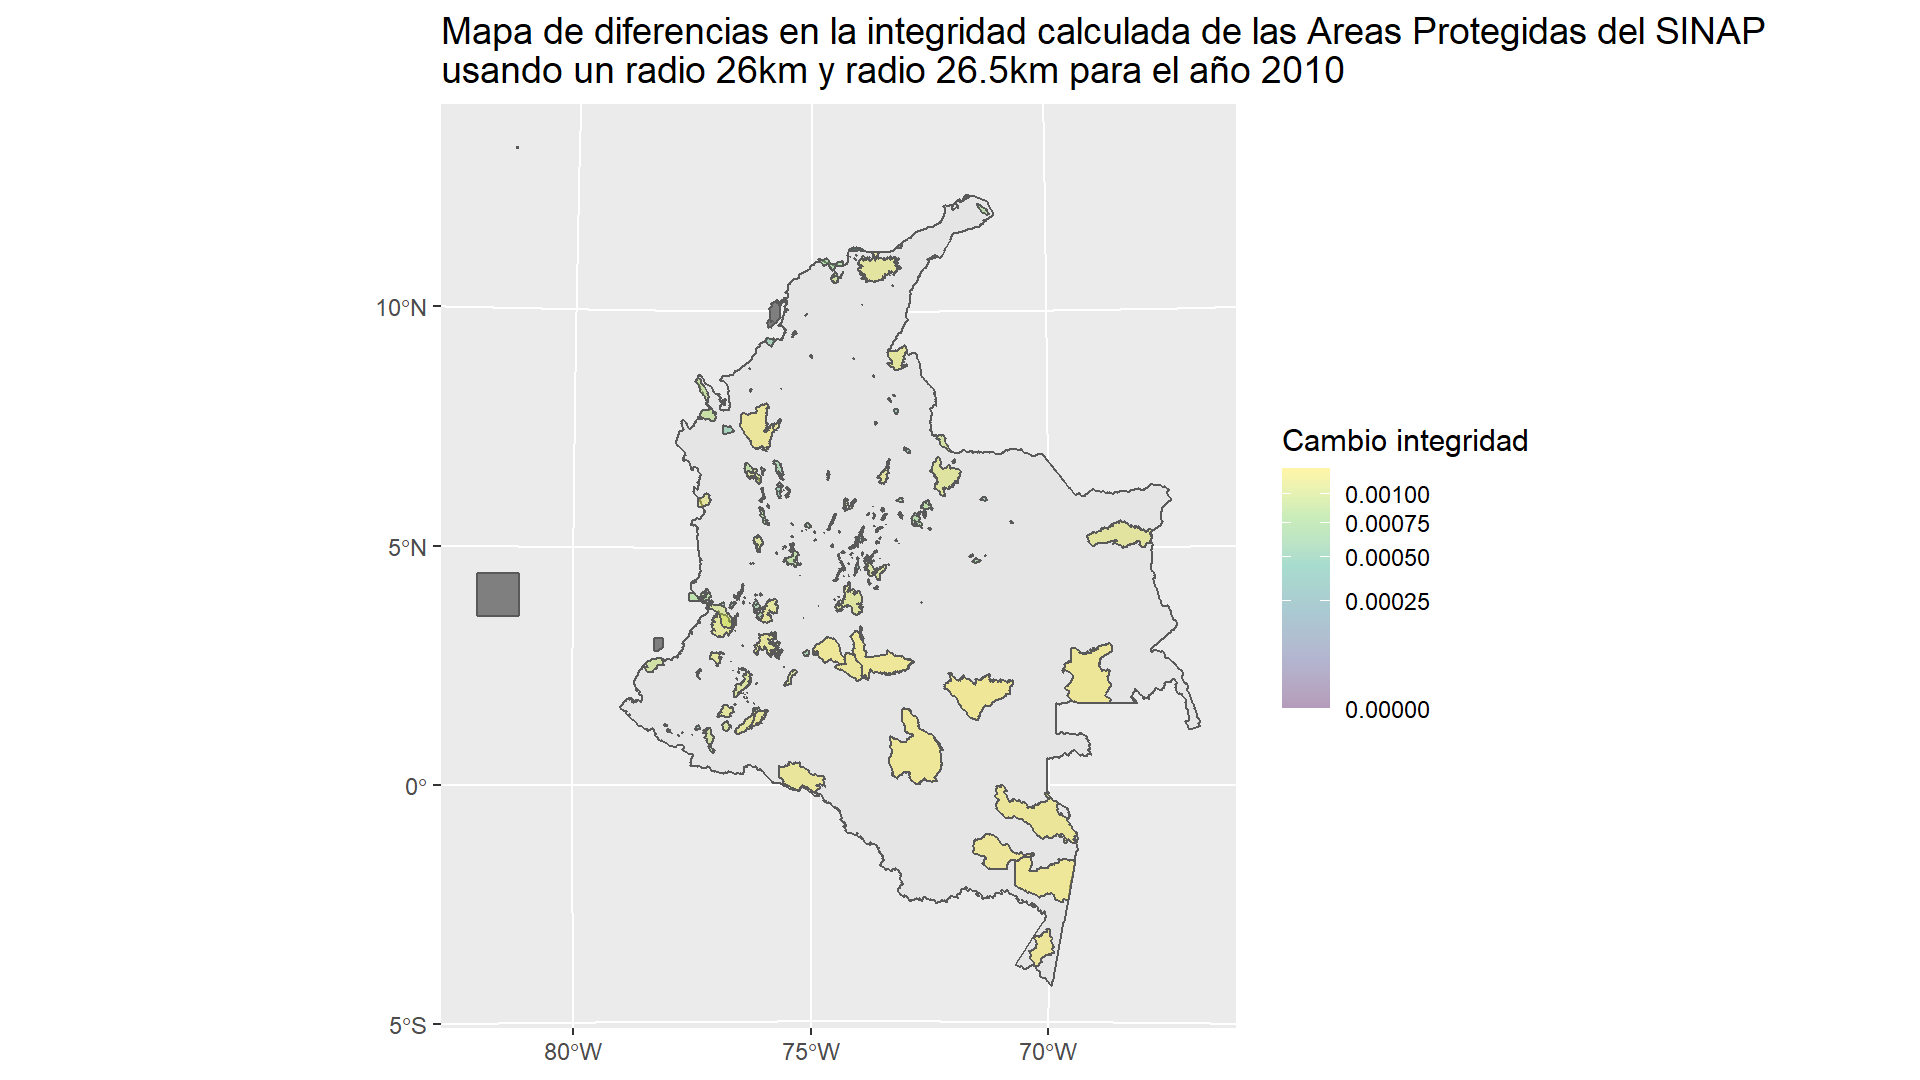 Mapa de diferencias en la integridad calculada de las Areas Protegidas del SINAP
usando un radio 26km y radio 26.5km para el año 2010
10°N
5°N
0°
5°S
80°W
75°W
70°W
Cambio integridad
0.00100
0.00075
0.00050
0.00025
0.00000